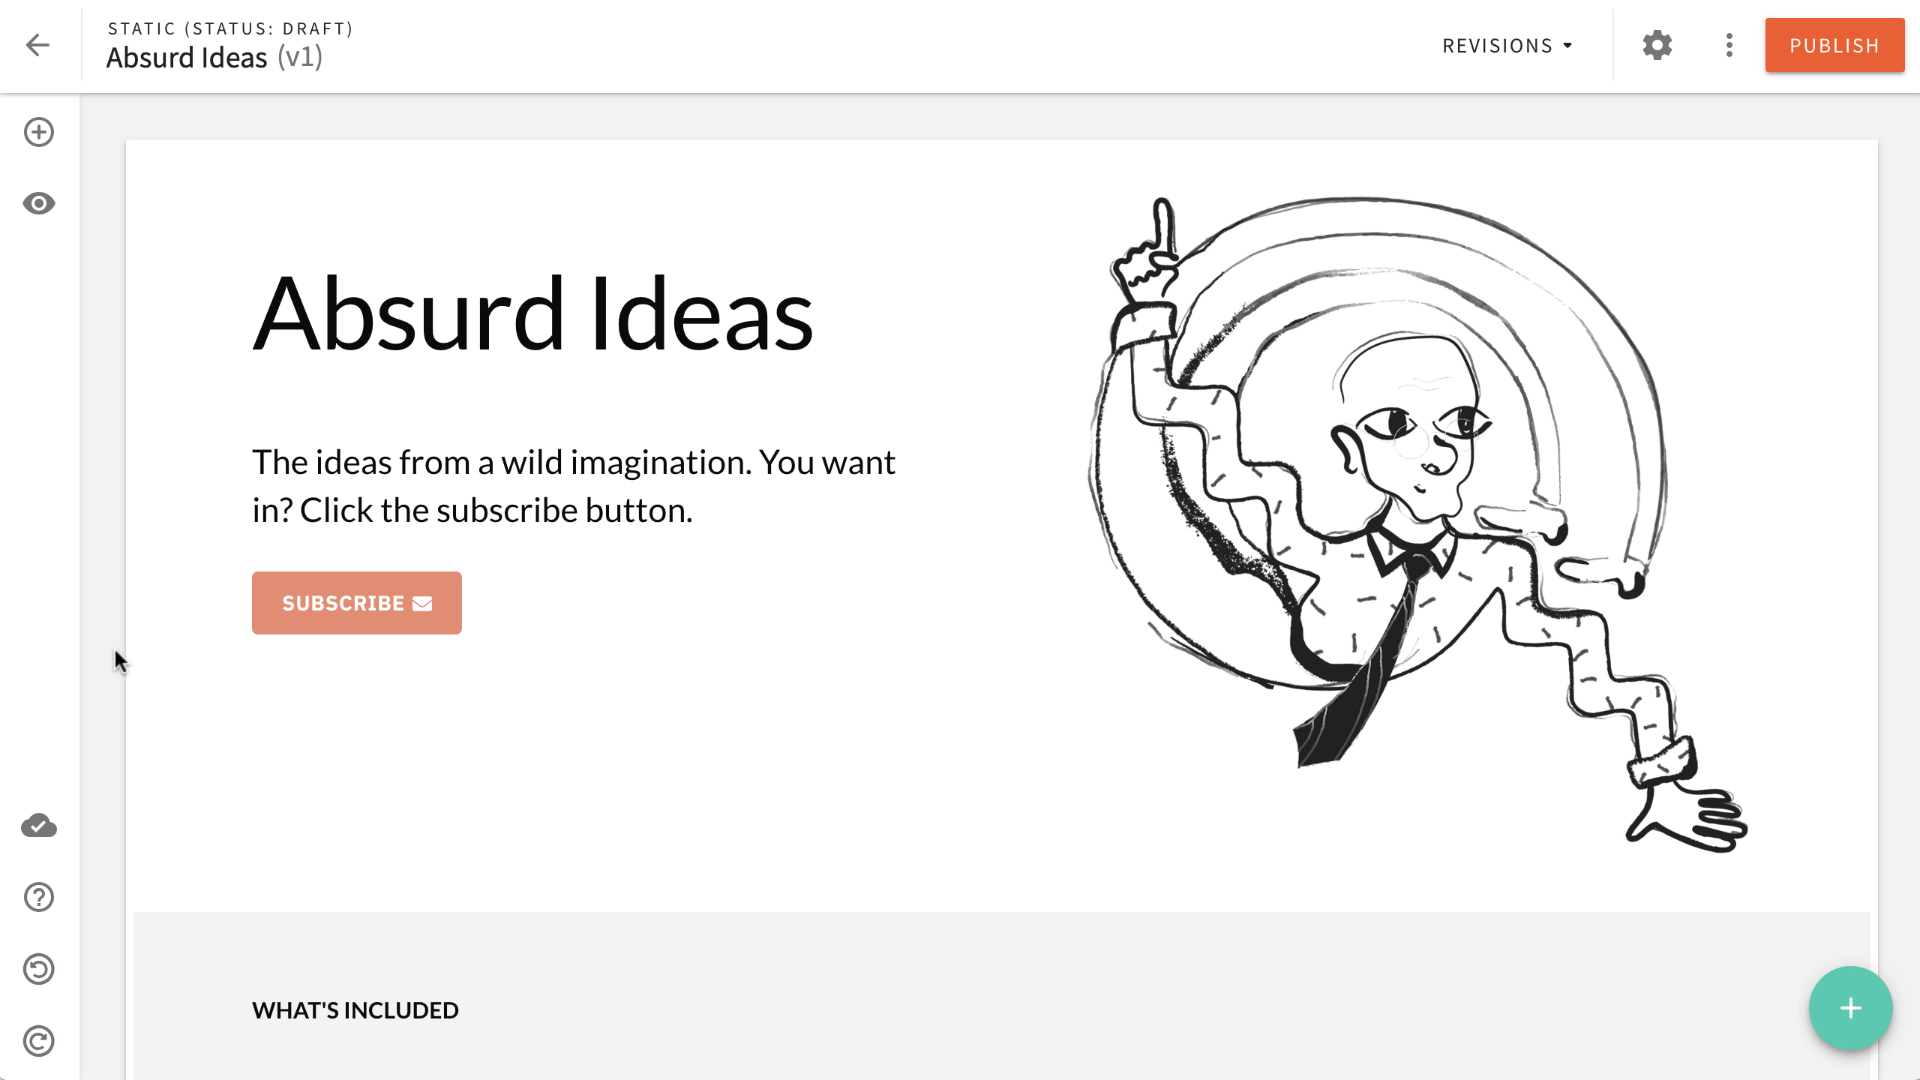 STATIC (STATUS: DRAFT)
Absurd Ideas (v1)
REVISIONS
PUBLISH
Absurd Ideas
The ideas from a wild imagination. You want
in? Click the subscribe button.
SUBSCRIBE
WHAT'S INCLUDED